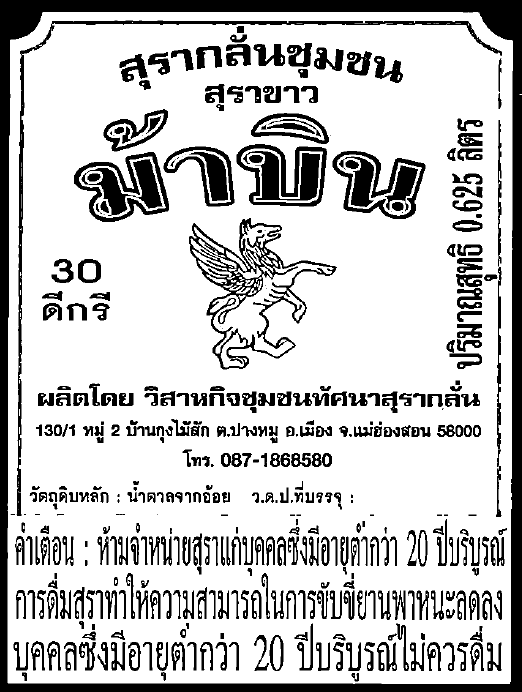 สุรากลั่นชุมชน
สุราขาว
ม้าบิน
30
ดีกรี
ปริมาณสุทธิ 0.625 ลิตร
ผลิตโดย วิสาหกิจชุมชนทัศนาสุรากลั่น
130/1 หมู่ 2 บ้านกุงไม้สัก ต.ปางหมู อ.เมือง จ.แม่ฮ่องสอน 58000
โทร. 087-1868580
วัตถุดิบหลัก : น้ำตาลจากอ้อย ว.ด.ป.ที่บรรจุ :
คำเตือน : ห้ามจำหน่ายสุราแก่บุคคลซึ่งมีอายุต่ำกว่า 20 ปีบริบูรณ์
การดื่มสุราทำให้ความสามารถในการขับขี่ยานพาหนะลดลง
บุคคลซึ่งมีอายุต่ำกว่า 20 ปีบริบูรณ์ไม่ควรดื่ม